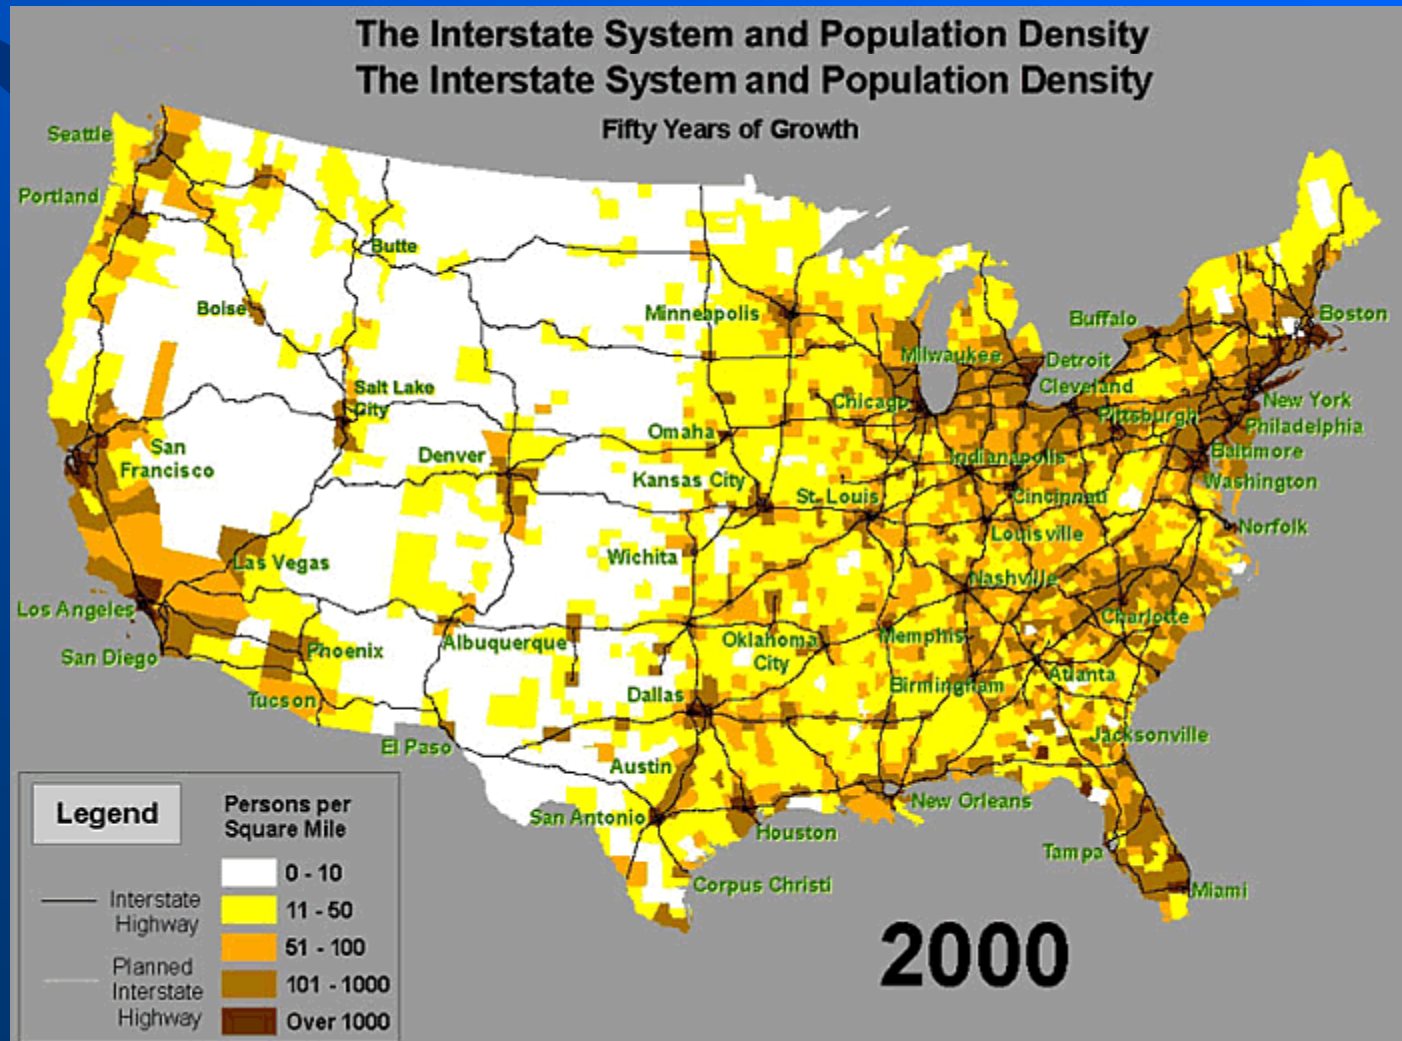 The Interstate System and Population Density
The Interstate System and Population Density
Fifty Years of Growth
Seattle
Portland
Butte
Boise
Minneapolis
Buffalo
Boston
Milwaukee
Detroit
Salt Lake
City
Cleveland
Chicago
New York
Pittsburgh
Philadelphia
Omaha
San
Francisco
Denver
Indianapolis
Baltimore
Kansas City
St. Louis
Cincinnati
Washington
Norfolk
Louisville
Las Vegas
Wichita
Nashville
Los Angeles
Charlotte
Albuquerque
Oklahoma
City
Memphis
San Diego
Phoenix
Atlanta
Birmingham
Tucson
Dallas
El Paso
Jacksonville
Austin
New Orleans
San Antonio
Houston
Tampa
Corpus Christi
Miami
2000
Legend
Persons per
Square Mile
0 - 10
Interstate
Highway
11 - 50
51 - 100
Planned
Interstate
Highway
101 - 1000
Over 1000